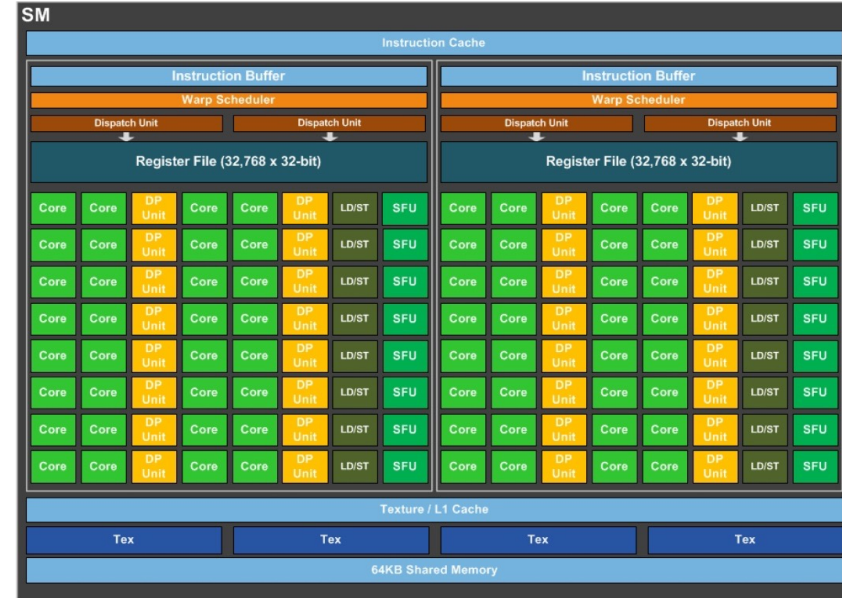 SM
Instruction Cache
Instruction Buffer Instruction Buffer
Warp Scheduler Warp Scheduler
Dispatch Unit Dispatch Unit Dispatch Unit Dispatch Unit
Register File (32,768 x 32-bit) Register File (32,768 x 32-bit)
Core Core DP Unit Core Core DP Unit LD/ST SFU Core Core DP Unit Core Core DP Unit LD/ST SFU
Core Core DP Unit Core Core DP Unit LD/ST SFU Core Core DP Unit Core Core DP Unit LD/ST SFU
Core Core DP Unit Core Core DP Unit LD/ST SFU Core Core DP Unit Core Core DP Unit LD/ST SFU
Core Core DP Unit Core Core DP Unit LD/ST SFU Core Core DP Unit Core Core DP Unit LD/ST SFU
Core Core DP Unit Core Core DP Unit LD/ST SFU Core Core DP Unit Core Core DP Unit LD/ST SFU
Core Core DP Unit Core Core DP Unit LD/ST SFU Core Core DP Unit Core Core DP Unit LD/ST SFU
Core Core DP Unit Core Core DP Unit LD/ST SFU Core Core DP Unit Core Core DP Unit LD/ST SFU
Core Core DP Unit Core Core DP Unit LD/ST SFU Core Core DP Unit Core Core DP Unit LD/ST SFU
Texture / L1 Cache
Tex Tex Tex Tex
64KB Shared Memory